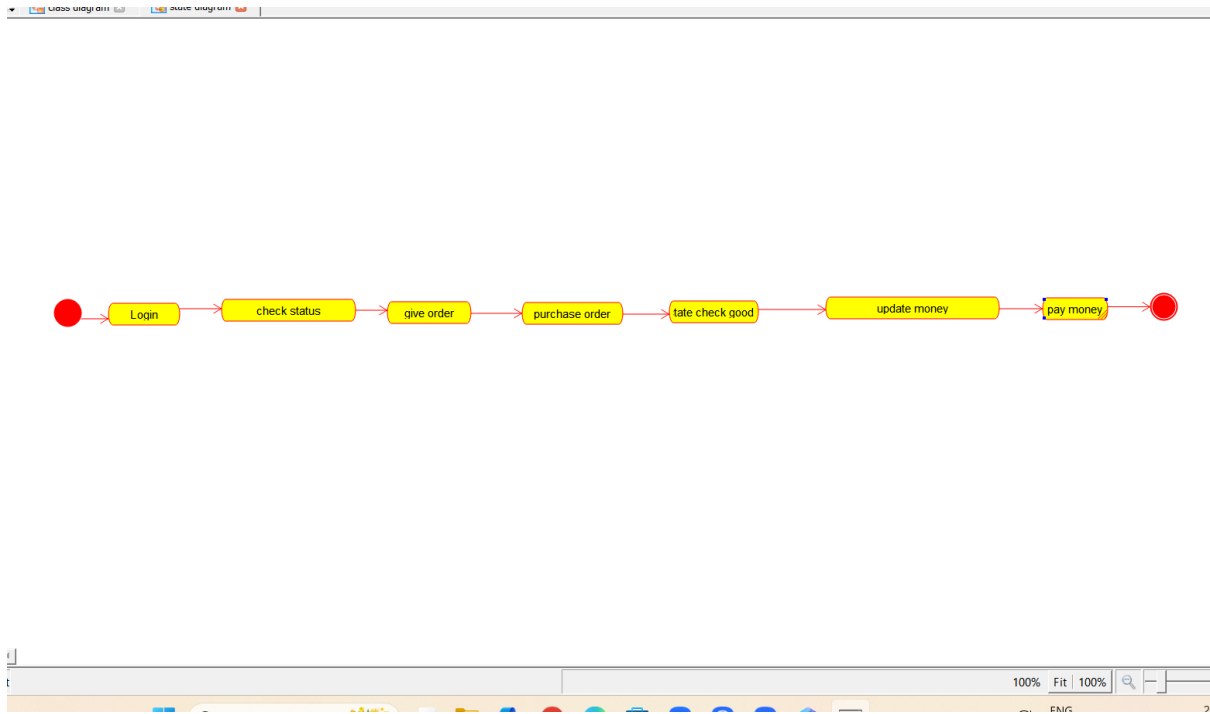 class diagram
state diagram
Login
check status
give order
purchase order
tate check good
update money
pay money
100% Fit 100%
ENG